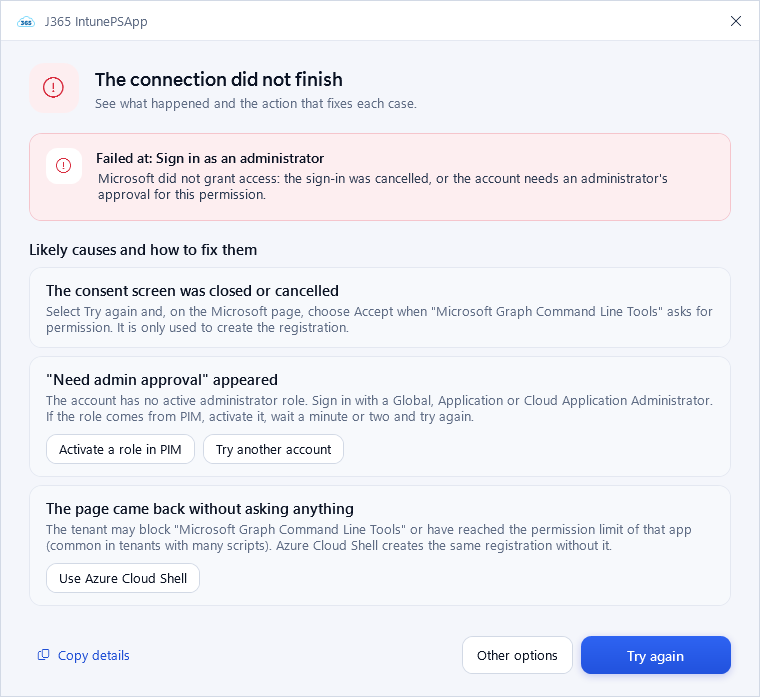 365 J365 IntunePSApp
The connection did not finish
See what happened and the action that fixes each case.
Failed at: Sign in as an administrator
Microsoft did not grant access: the sign-in was cancelled, or the account needs an administrator's
approval for this permission.
Likely causes and how to fix them
The consent screen was closed or cancelled
Select Try again and, on the Microsoft page, choose Accept when "Microsoft Graph Command Line Tools" asks for
permission. It is only used to create the registration.
"Need admin approval" appeared
The account has no active administrator role. Sign in with a Global, Application or Cloud Application Administrator.
If the role comes from PIM, activate it, wait a minute or two and try again.
Activate a role in PIM Try another account
The page came back without asking anything
The tenant may block "Microsoft Graph Command Line Tools" or have reached the permission limit of that app
(common in tenants with many scripts). Azure Cloud Shell creates the same registration without it.
Use Azure Cloud Shell
Copy details Other options Try again